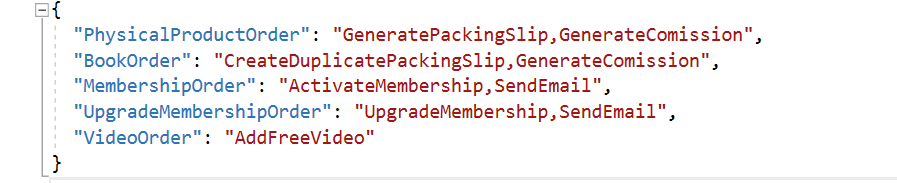 {
"PhysicalProductOrder": "GeneratePackingSlip,GenerateComission",
"BookOrder": "CreateDuplicatePackingSlip,GenerateComission",
"MembershipOrder": "ActivateMembership,SendEmail",
"UpgradeMembershipOrder": "UpgradeMembership,SendEmail",
"VideoOrder": "AddFreeVideo"
}